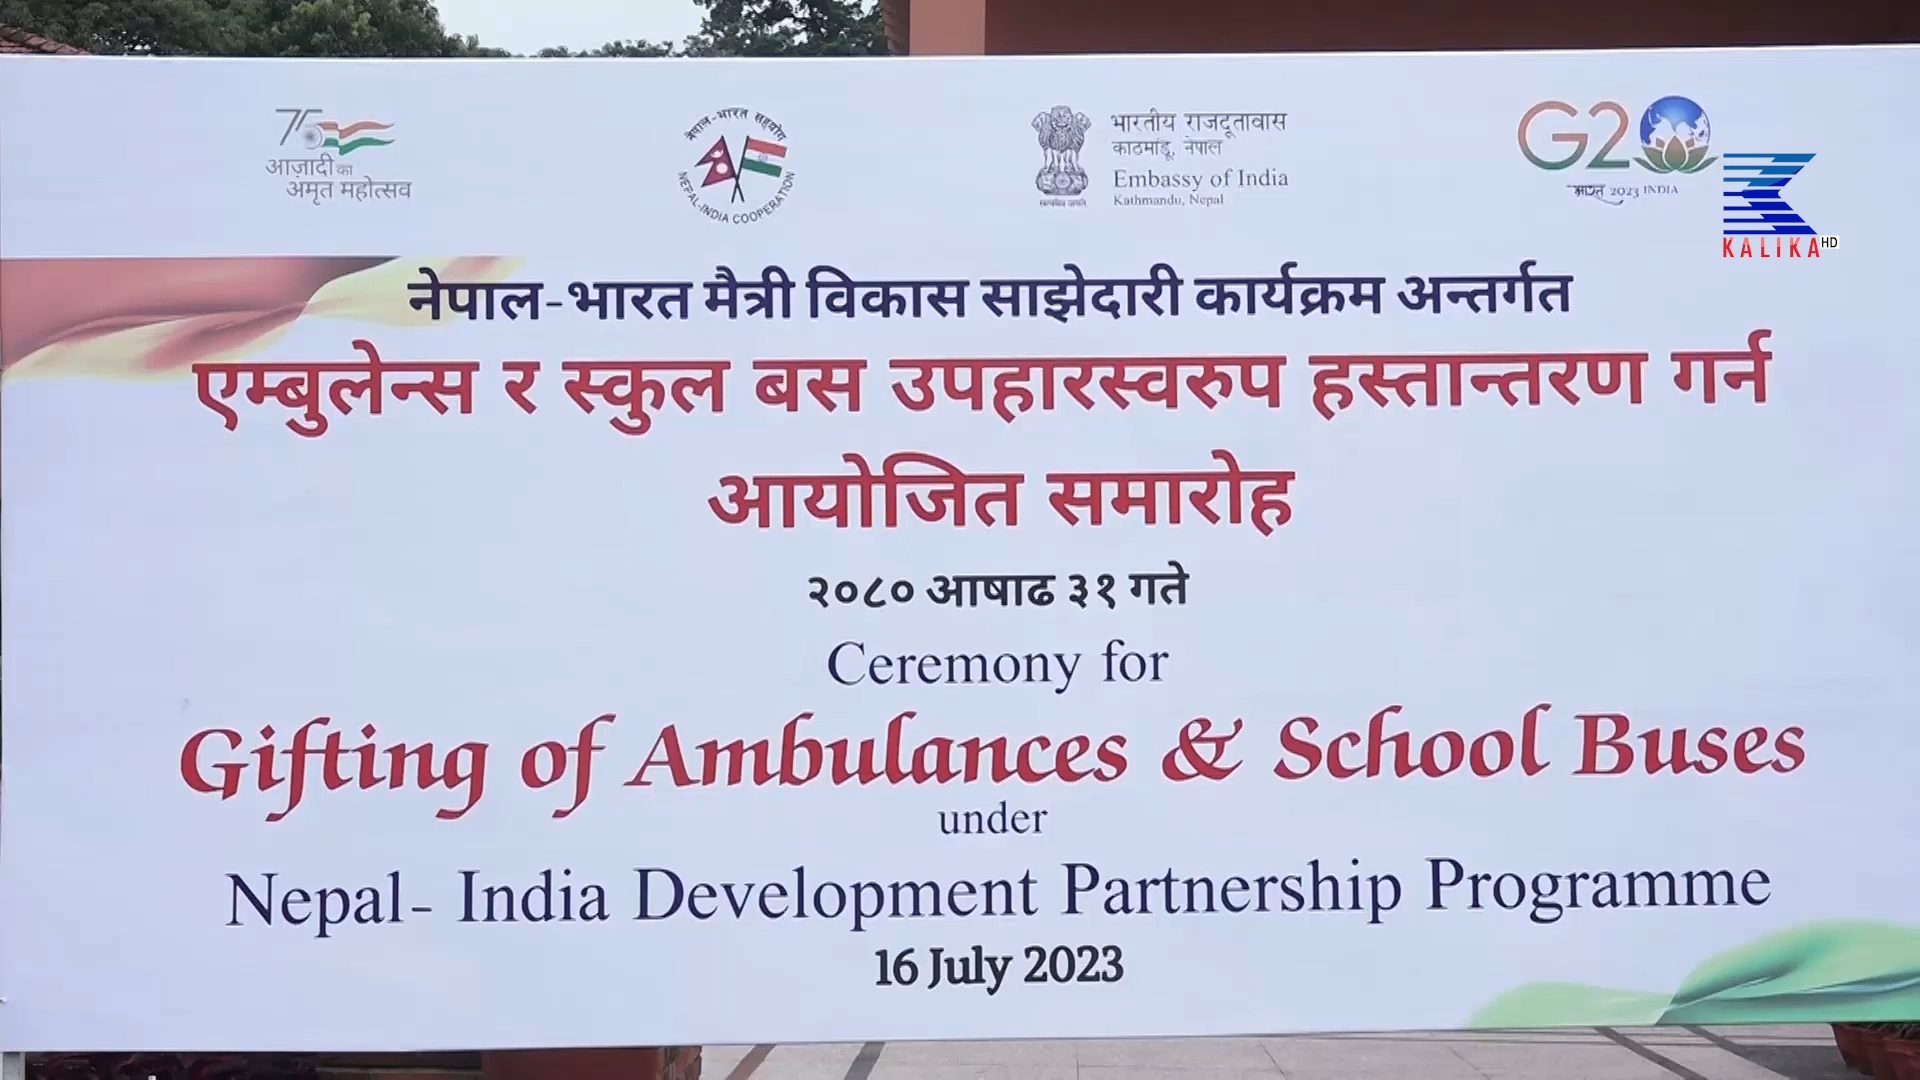 75
आज़ादी का
अमृत महोत्सव
नेपाल-भारत सहयोग
NEPAL-INDIA COOPERATION
भारतीय राजदूतावास
काठमांडू, नेपाल
Embassy of India
Kathmandu, Nepal
सत्यमेव जयते
G20
भारत 2023 INDIA
KALIKA HD
नेपाल-भारत मैत्री विकास साझेदारी कार्यक्रम अन्तर्गत
एम्बुलेन्स र स्कुल बस उपहारस्वरुप हस्तान्तरण गर्न
आयोजित समारोह
२०८० आषाढ ३१ गते
Ceremony for
Gifting of Ambulances & School Buses
under
Nepal- India Development Partnership Programme
16 July 2023